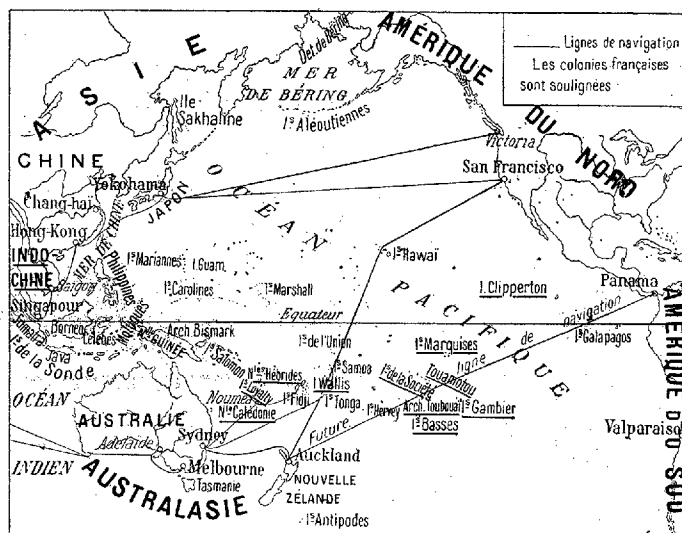 Lignes de navigation
Les colonies françaises
sont soulignées
ASIE
AMÉRIQUE DU NORD
Dét. de Béring
MER
DE BÉRING
Ile
Sakhaline
Iˢ Aléoutiennes
CHINE
Victoria
San Francisco
Yokohama
JAPON
Chang-haï
OCÉAN PACIFIQUE
Hong-Kong
MER DE CHINE
Iˢ Hawaï
INDO
CHINE
Iˢ Mariannes
I. Guam
Philippines
Saïgon
Iˢ Carolines
Iˢ Marshall
I. Clipperton
Panama
Singapour
Equateur
Sumatra
Bornéo
Célèbes
Moluques
Nˡˡᵉ GUINÉE
Arch. Bismark
Iˢ de l'Union
Iˢ Marquises
Iˢ Galapagos
Java
Iˢ de la Sonde
Iˢ Salomon
Nˡˡᵉˢ Hébrides
Iˢ Samoa
I. Wallis
Iˢ de la Société
Touamotou
Future ligne de navigation
AMÉRIQUE DU SUD
OCÉAN
INDIEN
AUSTRALIE
Nouméa
Iˢ Loyalty
Iˢ Fidji
Iˢ Tonga
Iˢ Hervey
Arch. Toubouaï
Iˢ Gambier
Nˡˡᵉ Calédonie
Iˢ Basses
Valparaiso
Adélaïde
Sydney
Melbourne
Auckland
Tasmanie
NOUVELLE
ZÉLANDE
AUSTRALASIE
Iˢ Antipodes